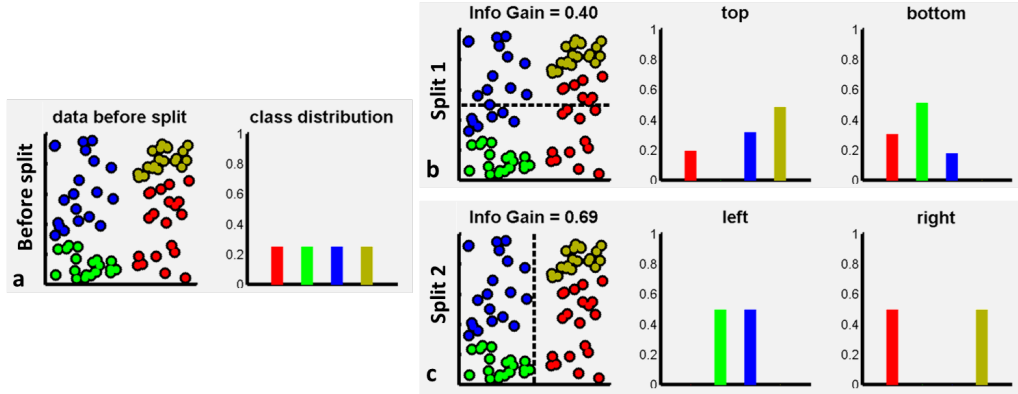 Before split
a
data before split
class distribution
1
0.8
0.6
0.4
0.2
0
Split 1
b
Info Gain = 0.40
top
1
0.8
0.6
0.4
0.2
0
bottom
1
0.8
0.6
0.4
0.2
0
Split 2
c
Info Gain = 0.69
left
1
0.8
0.6
0.4
0.2
0
right
1
0.8
0.6
0.4
0.2
0